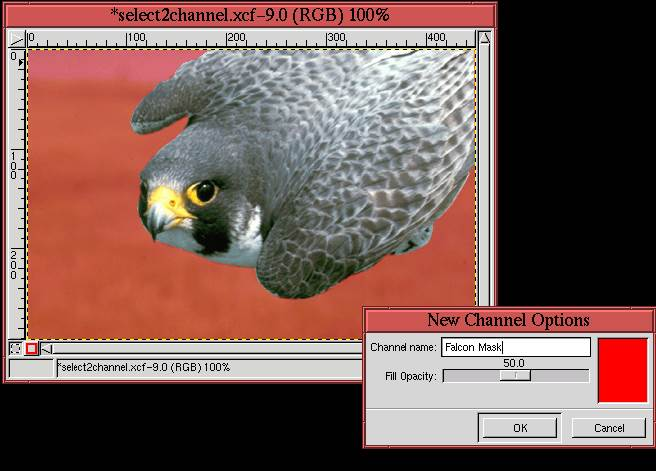 *select2channel.xcf-9.0 (RGB) 100%
0 100 200 300 400
0
100
200
*select2channel.xcf-9.0 (RGB) 100%
New Channel Options
Channel name: Falcon Mask
50.0
Fill Opacity:
OK Cancel